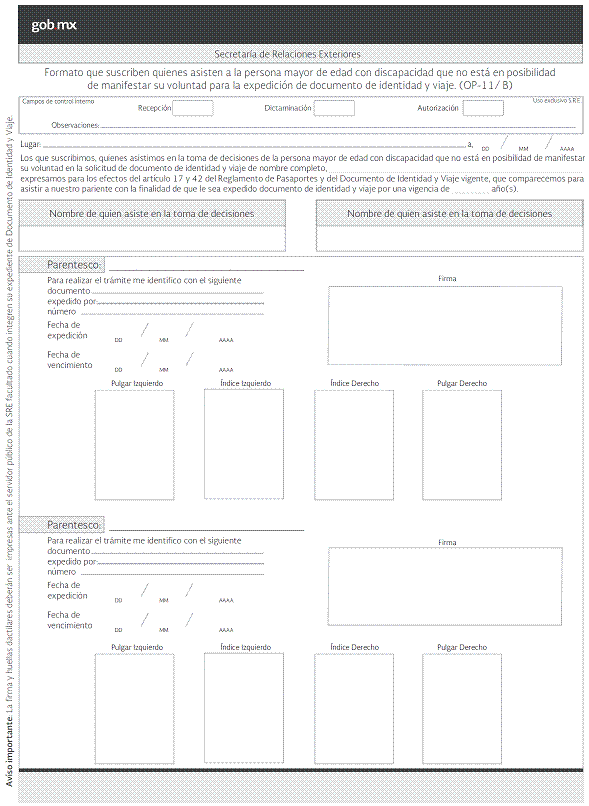 gob mx
Secretaría de Relaciones Exteriores
Formato que suscriben quienes asisten a la persona mayor de edad con discapacidad que no está en posibilidad
de manifestar su voluntad para la expedición de documento de identidad y viaje. (OP-11/ B)
Campos de control interno
Uso exclusivo S.R.E.
Recepción
Dictaminación
Autorización
Observaciones:
Lugar:
a,
/ /
DD MM AAAA
Los que suscribimos, quienes asistimos en la toma de decisiones de la persona mayor de edad con discapacidad que no está en posibilidad de manifestar
su voluntad en la solicitud de documento de identidad y viaje de nombre completo,
expresamos para los efectos del artículo 17 y 42 del Reglamento de Pasaportes y del Documento de Identidad y Viaje vigente, que comparecemos para
asistir a nuestro pariente con la finalidad de que le sea expedido documento de identidad y viaje por una vigencia de año(s).
Nombre de quien asiste en la toma de decisiones
Nombre de quien asiste en la toma de decisiones
Parentesco:
Para realizar el trámite me identifico con el siguiente
documento
expedido por:
número
Firma
Fecha de
expedición
/ /
DD MM AAAA
Fecha de
vencimiento
/ /
DD MM AAAA
Pulgar Izquierdo
Índice Izquierdo
Índice Derecho
Pulgar Derecho
Parentesco:
Para realizar el trámite me identifico con el siguiente
documento
expedido por:
número
Firma
Fecha de
expedición
/ /
DD MM AAAA
Fecha de
vencimiento
/ /
DD MM AAAA
Pulgar Izquierdo
Índice Izquierdo
Índice Derecho
Pulgar Derecho
Aviso importante. La firma y huellas dactilares deberán ser impresas ante el servidor público de la SRE facultado cuando integren su expediente de Documento de Identidad y Viaje.